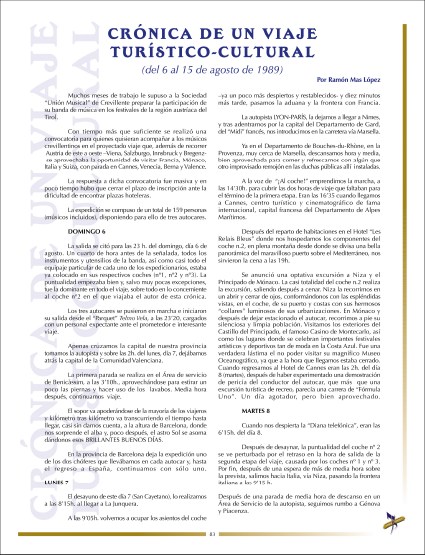 CRÓNICA DE UN VIAJE
TURÍSTICO-CULTURAL
(del 6 al 15 de agosto de 1989)
Por Ramón Mas López
Muchos meses de trabajo le supuso a la Sociedad
"Unión Musical" de Crevillente preparar la participación de
su banda de música en los festivales de la región austríaca del
Tirol.
Con tiempo más que suficiente se realizó una
convocatoria para quienes quisieran acompañar a los músicos
crevillentinos en el proyectado viaje que, además de recorrer
Austria de este a oeste -Viena, Salzburgo, Innsbruck y Bregenz-
se aprovechaba la oportunidad de visitar Francia, Mónaco,
Italia y Suiza, con parada en Cannes, Venecia, Berna y Valence.
La respuesta a dicha convocatoria fue masiva y en
poco tiempo hubo que cerrar el plazo de inscripción ante la
dificultad de encontrar plazas hoteleras.
La expedición se compuso de un total de 159 personas
(músicos incluidos), disponiendo para ello de tres autocares.
DOMINGO 6
La salida se citó para las 23 h. del domingo, día 6 de
agosto. Un cuarto de hora antes de la señalada, todos los
instrumentos y utensilios de la banda, así como casi todo el
equipaje particular de cada uno de los expedicionarios, estaba
ya colocado en sus respectivos coches (nº1, nº2 y nº3). La
puntualidad empezaba bien y, salvo muy pocas excepciones,
fue la dominante en todo el viaje, sobre todo en lo concerniente
al coche nº2 en el que viajaba el autor de esta crónica.
Los tres autocares se pusieron en marcha e iniciaron
su salida desde el "Parquet" Pedros Vela, a las 23'20, cargados
con un personal expectante ante el prometedor e interesante
viaje.
Apenas cruzamos la capital de nuestra provincia
tomamos la autopista y sobre las 2h. del lunes, día 7, dejábamos
atrás la capital de la Comunidad Valenciana.
La primera parada se realiza en el Área de servicio
de Benicàssim, a las 3'10h., aprovechándose para estirar un
poco las piernas y hacer uso de los lavabos. Media hora
después, continuamos viaje.
El sopor va apoderándose de la mayoría de los viajeros
y kilómetro tras kilómetro va transcurriendo el tiempo hasta
llegar, casi sin darnos cuenta, a la altura de Barcelona, donde
nos sorprende el alba y, poco después, el astro Sol se asoma
dándonos esos BRILLANTES BUENOS DÍAS.
En la provincia de Barcelona deja la expedición uno
de los dos chóferes que llevábamos en cada autocar y, hasta
el regreso a España, continuamos con sólo uno.
LUNES 7
El desayuno de este día 7 (San Cayetano), lo realizamos
a las 8'15h. al llegar a La Junquera.
A las 9'05h. volvemos a ocupar los asientos del coche
-ya un poco más despiertos y restablecidos- y diez minutos
más tarde, pasamos la aduana y la frontera con Francia.
La autopista LYON-PARÍS, la dejamos a llegar a Nimes,
y tras adentrarnos por la capital del Departamento de Gard,
del "Midi" francés, nos introducimos en la carretera vía Marsella.
Ya en el Departamento de Bouches-du-Rhône, en la
Provenza, muy cerca de Marsella, descansamos hora y media,
bien aprovechada para comer y refrescarnos con algún que
otro improvisado remojón en las duchas públicas allí instaladas.
A la voz de "¡Al coche!" emprendimos la marcha, a
las 14'30h. para cubrir las dos horas de viaje que faltaban para
el término de la primera etapa. Eran las 16'35 cuando llegamos
a Cannes, centro turístico y cinematográfico de fama
internacional, capital francesa del Departamento de Alpes
Marítimos.
Después del reparto de habitaciones en el Hotel "Les
Relais Bleus" donde nos hospedamos los componentes del
coche n.2, en plena montaña desde donde se divisa una bella
panorámica del maravilloso puerto sobre el Mediterráneo, nos
sirvieron la cena a las 19h.
Se anunció una optativa excursión a Niza y el
Principado de Mónaco. La casi totalidad del coche n.2 realiza
la excursión, saliendo después a cenar. Niza la recorrimos en
un abrir y cerrar de ojos, conformándonos con las espléndidas
vistas, en el coche, de su puerto y costas con sus hermosos
"collares" luminosos de sus urbanizaciones. En Mónaco y
después de dejar estacionado el autocar, recorrimos a pie su
silenciosa y limpia población. Visitamos los exteriores del
Castillo del Principado, el famoso Casino de Montecarlo, así
como los lugares donde se celebran importantes festivales
artísticos y deportivos tan de moda en la Costa Azul. Fue una
verdadera lástima el no poder visitar su magnífico Museo
Oceanográfico, ya que a la hora que llegamos estaba cerrado.
Cuando regresamos al Hotel de Cannes eran las 2h. del día
8 (martes), después de haber experimentado una demostración
de pericia del conductor del autocar, que más que una
excursión turística de recreo, parecía una carrera de "Fórmula
Uno". Un día agotador, pero bien aprovechado.
MARTES 8
Cuando nos despierta la "Diana telefónica", eran las
6'15h. del día 8.
Después de desayunar, la puntualidad del coche nº 2
se ve perturbada por el retraso en la hora de salida de la
segunda etapa del viaje, causada por los coches nº 1 y nº 3.
Por fin, después de una espera de más de media hora sobre
la prevista, salimos hacia Italia, vía Niza, pasando la frontera
italiana a las 9'15 h.
Después de una parada de media hora de descanso en un
Área de Servicio de la autopista, seguimos rumbo a Génova
y Piacenza.
83